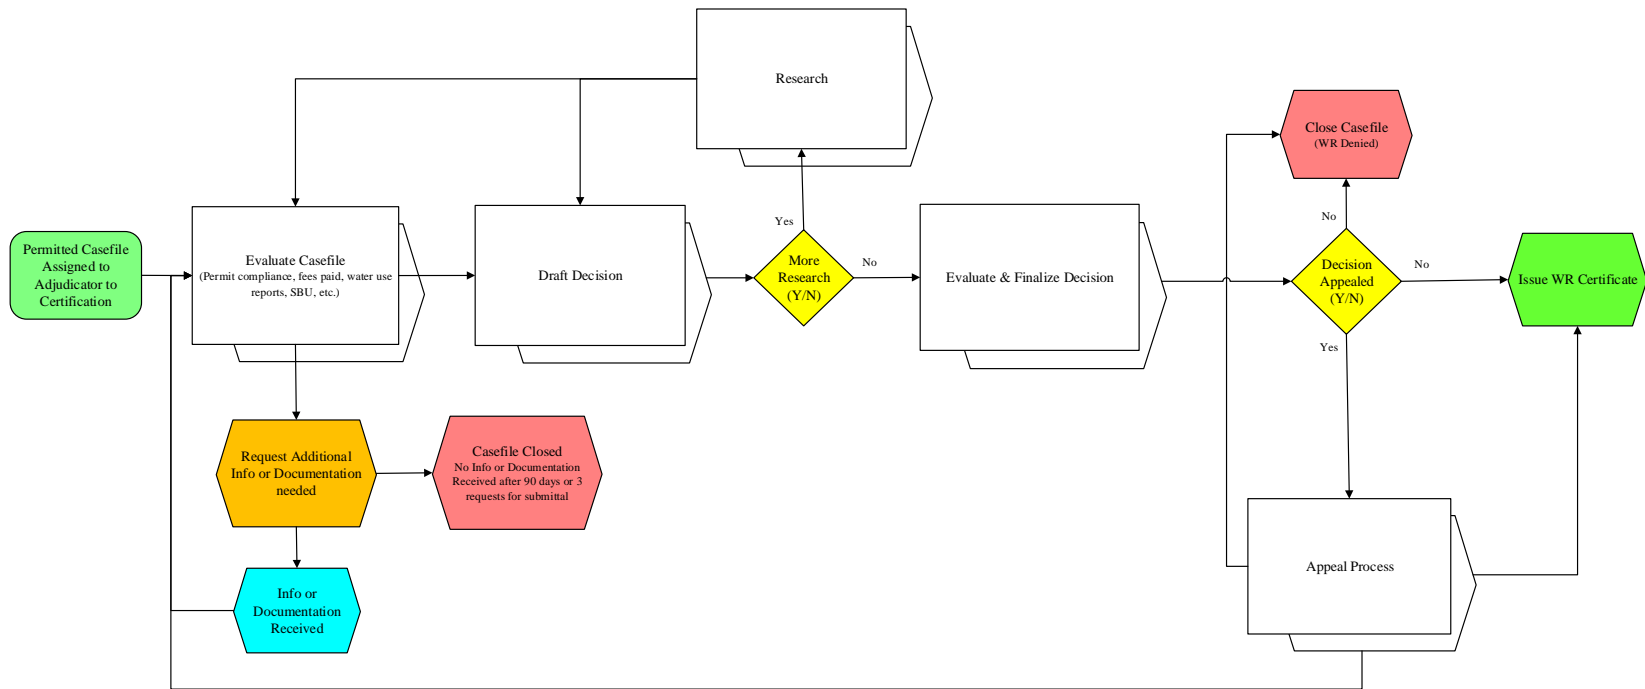 Research
Close Casefile
(WR Denied)
Yes
No
Permitted Casefile
Assigned to
Adjudicator to
Certification
Evaluate Casefile
(Permit compliance, fees paid, water use
reports, SBU, etc.)
Draft Decision
More
Research
(Y/N)
No
Evaluate & Finalize Decision
Decision
Appealed
(Y/N)
No
Issue WR Certificate
Yes
Request Additional
Info or Documentation
needed
Casefile Closed
No Info or Documentation
Received after 90 days or 3
requests for submittal
Appeal Process
Info or
Documentation
Received